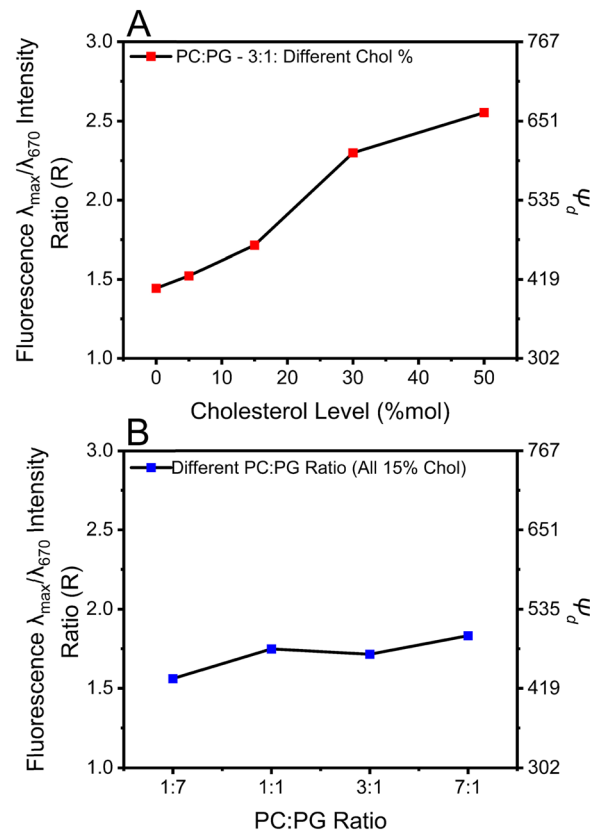 A
PC:PG - 3:1: Different Chol %
Fluorescence λmax/λ670 Intensity
Ratio (R)
3.0
2.5
2.0
1.5
1.0
767
651
535
419
302
Ψd
0 10 20 30 40 50
Cholesterol Level (%mol)
B
Different PC:PG Ratio (All 15% Chol)
Fluorescence λmax/λ670 Intensity
Ratio (R)
3.0
2.5
2.0
1.5
1.0
767
651
535
419
302
Ψd
1:7 1:1 3:1 7:1
PC:PG Ratio